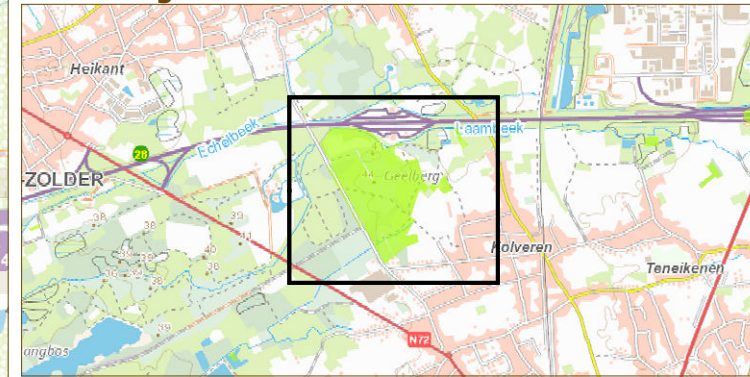 Heikant
Echelbeek
28
Laambeek
-ZOLDER
Geelberg
38
38
39
40
41
Kolveren
Teneikenen
39
N72
angbos